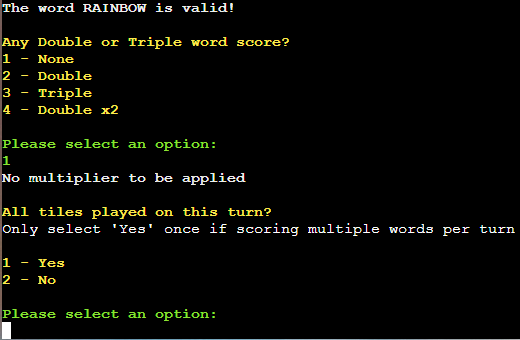 The word RAINBOW is valid!
Any Double or Triple word score?
1 - None
2 - Double
3 - Triple
4 - Double x2
Please select an option:
1
No multiplier to be applied
All tiles played on this turn?
Only select 'Yes' once if scoring multiple words per turn
1 - Yes
2 - No
Please select an option: